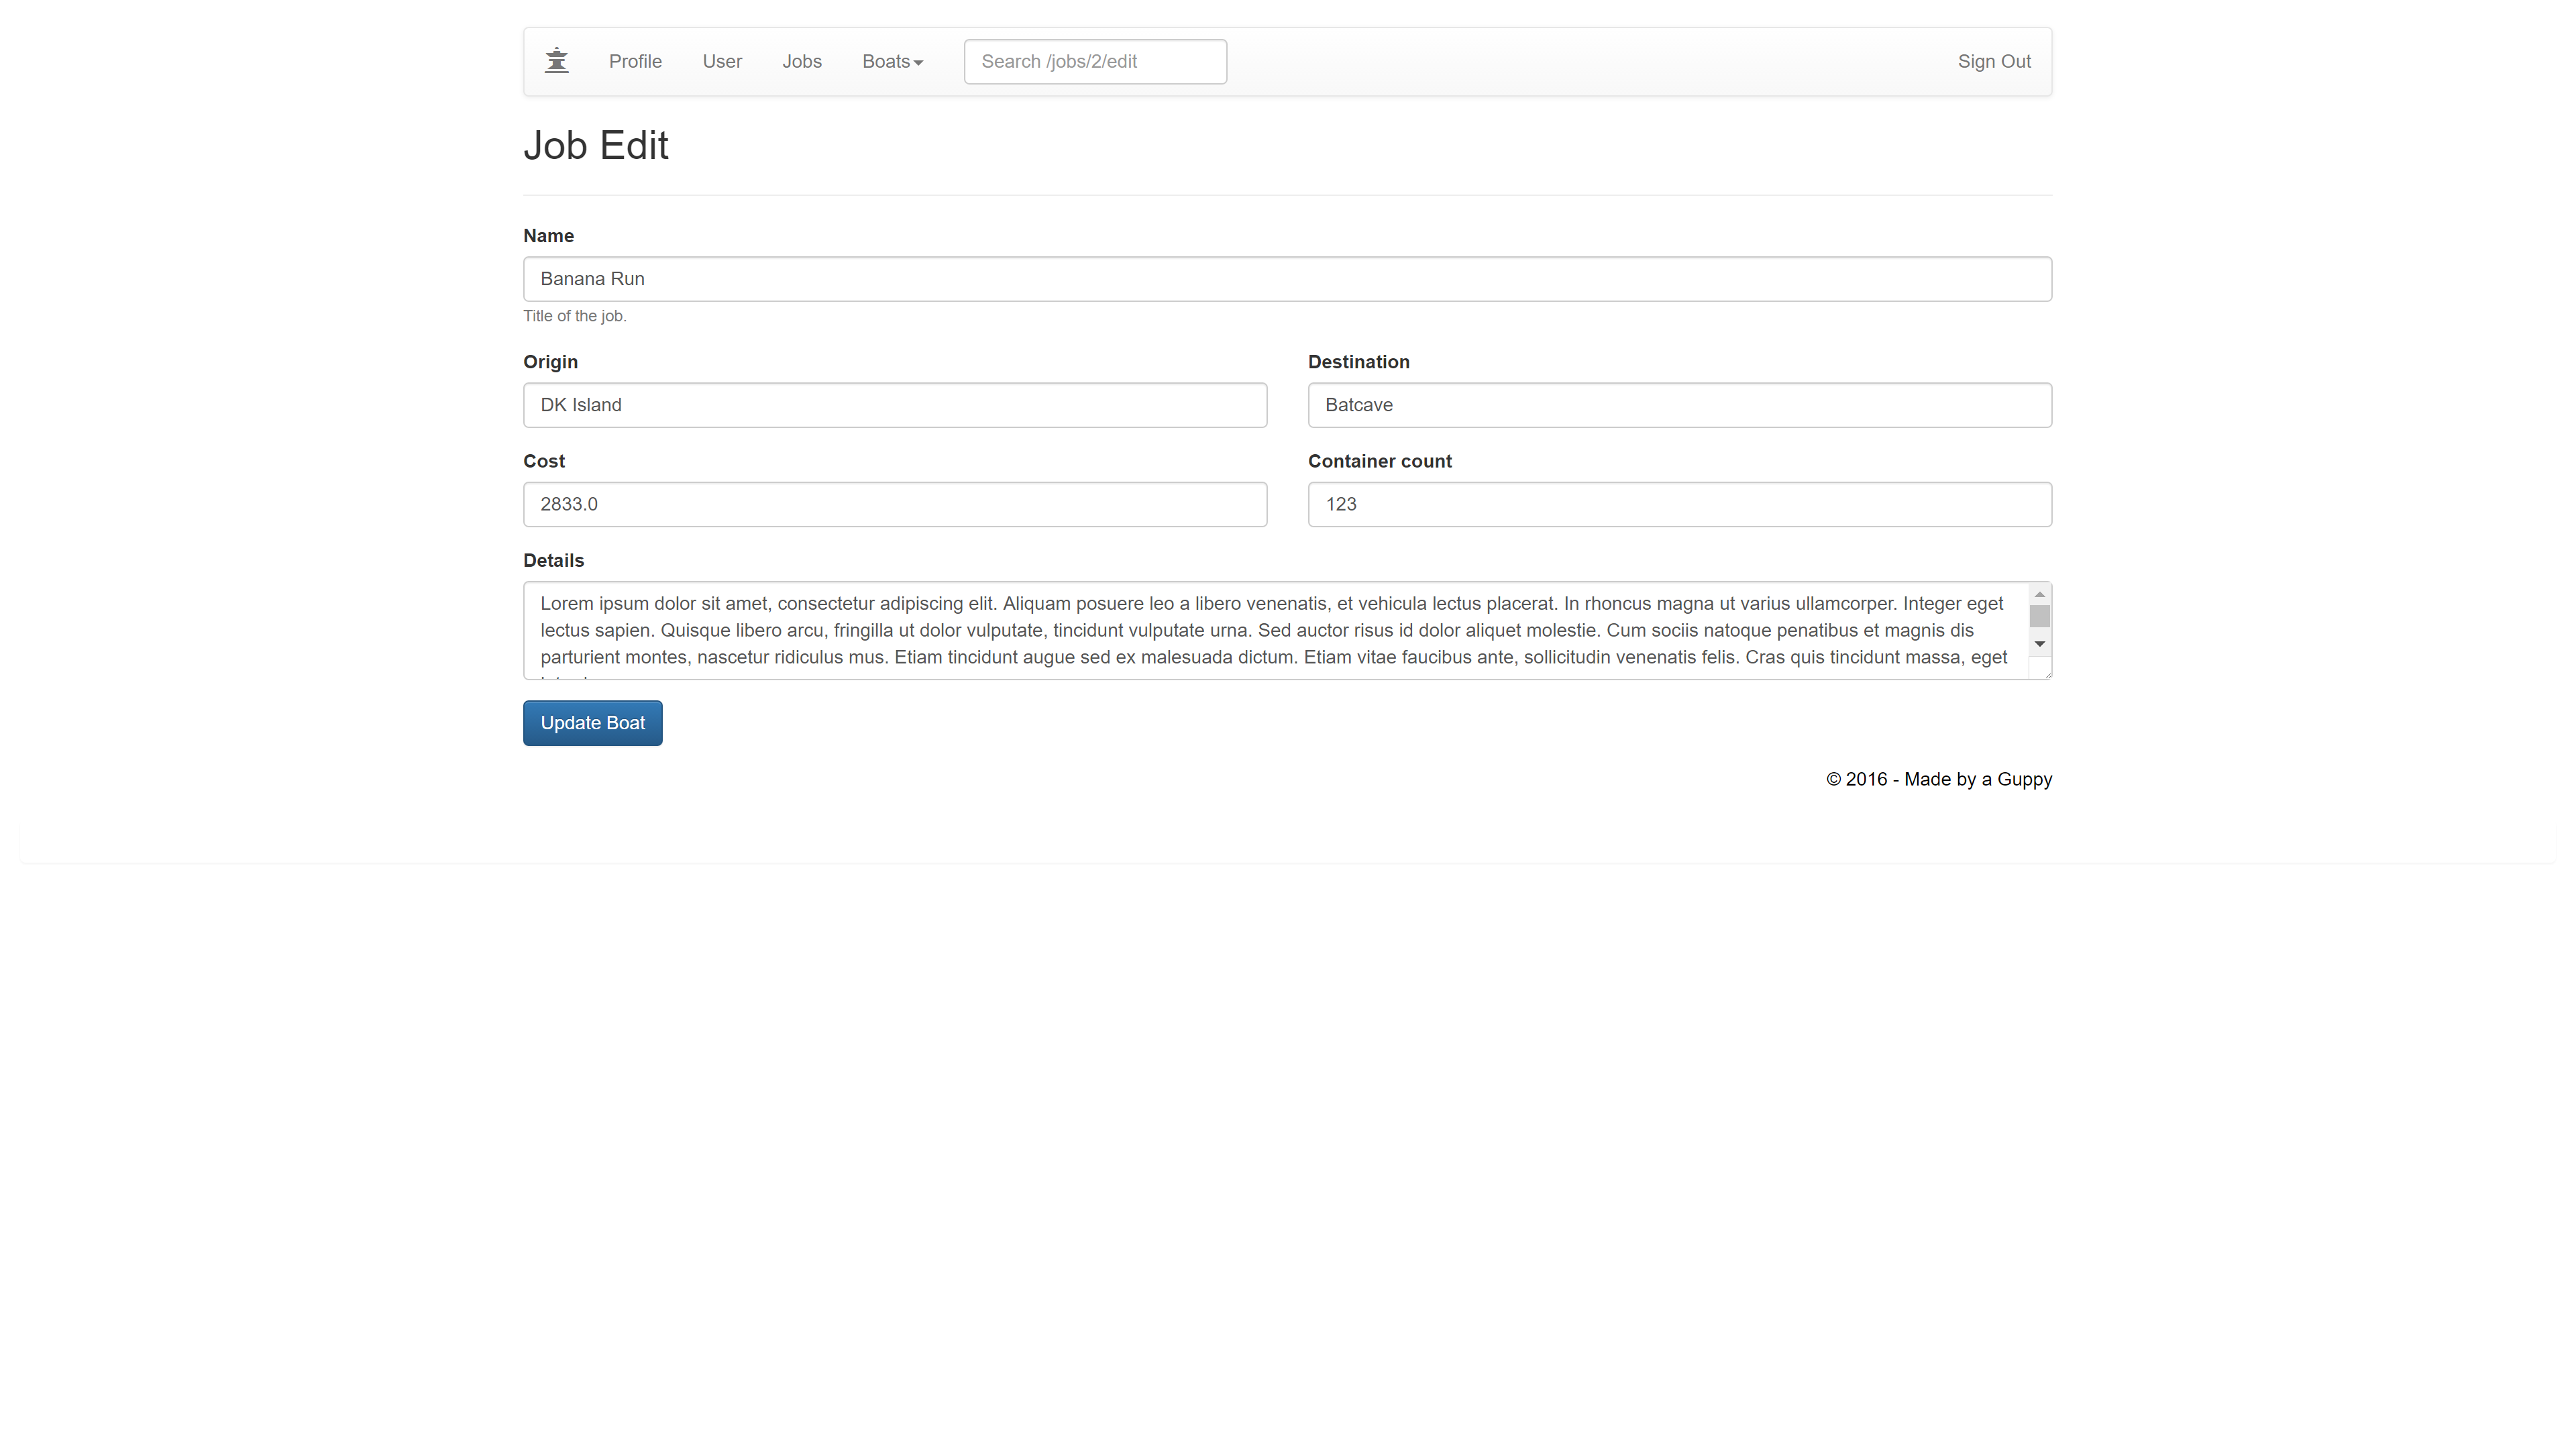 Profile User Jobs Boats Search /jobs/2/edit Sign Out
Job Edit
Name
Banana Run
Title of the job.
Origin Destination
DK Island Batcave
Cost Container count
2833.0 123
Details
Lorem ipsum dolor sit amet, consectetur adipiscing elit. Aliquam posuere leo a libero venenatis, et vehicula lectus placerat. In rhoncus magna ut varius ullamcorper. Integer eget
lectus sapien. Quisque libero arcu, fringilla ut dolor vulputate, tincidunt vulputate urna. Sed auctor risus id dolor aliquet molestie. Cum sociis natoque penatibus et magnis dis
parturient montes, nascetur ridiculus mus. Etiam tincidunt augue sed ex malesuada dictum. Etiam vitae faucibus ante, sollicitudin venenatis felis. Cras quis tincidunt massa, eget
Update Boat
© 2016 - Made by a Guppy